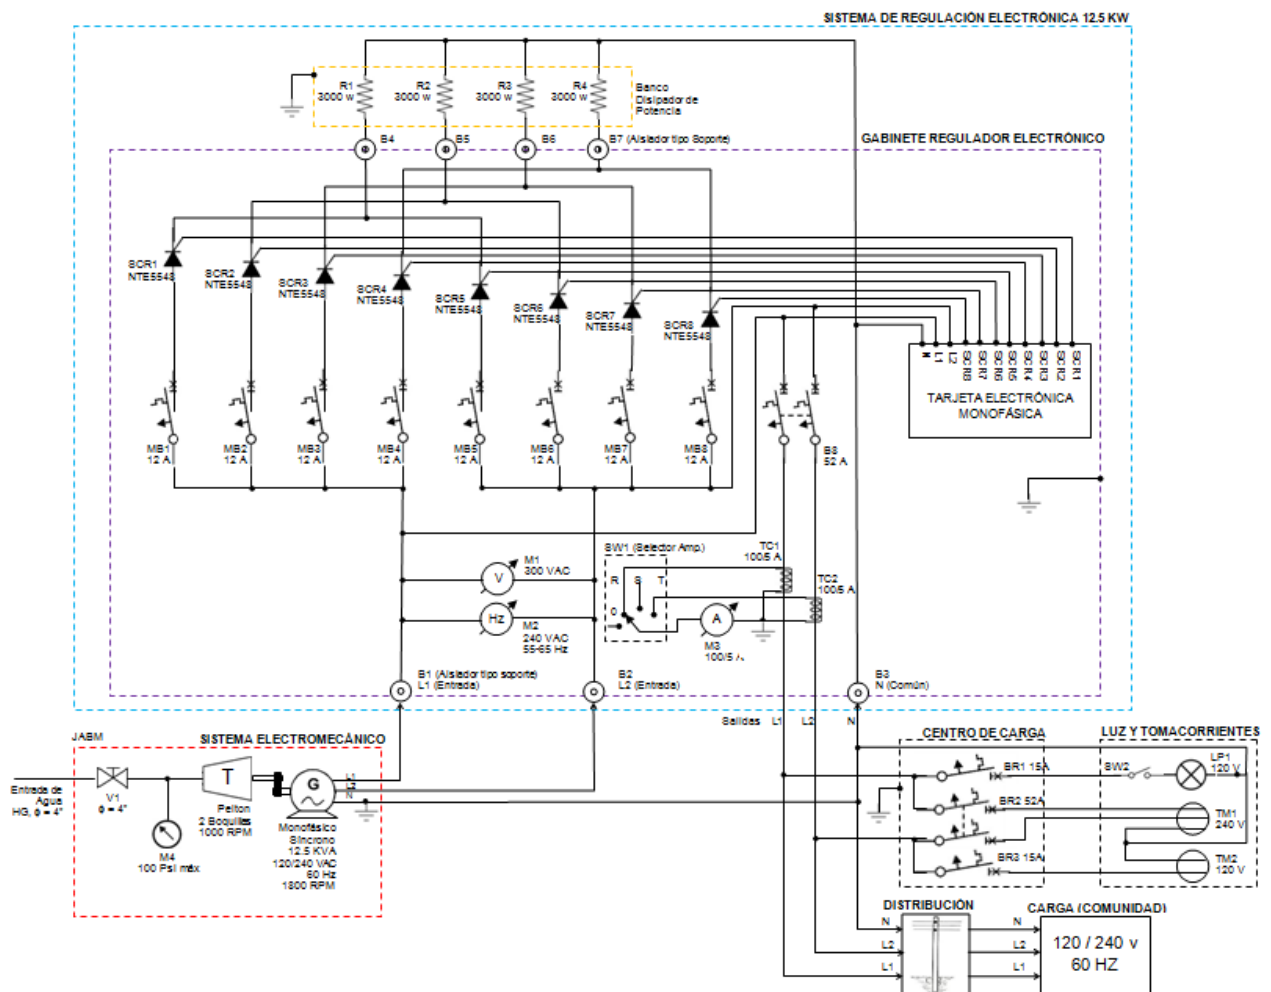 SISTEMA DE REGULACIÓN ELECTRÓNICA 12.5 KW
R1
3000 w
R2
3000 w
R3
3000 w
R4
3000 w
Banco
Disipador de
Potencia
B4
B5
B6
B7 (Aislador tipo Soporte)
GABINETE REGULADOR ELECTRÓNICO
SCR1
NTE5548
SCR2
NTE5548
SCR3
NTE5548
SCR4
NTE5548
SCR5
NTE5548
SCR6
NTE5548
SCR7
NTE5548
SCR8
NTE5548
N
L1
L2
SCR8
SCR7
SCR6
SCR5
SCR4
SCR3
SCR2
SCR1
TARJETA ELECTRÓNICA
MONOFÁSICA
MB1
12 A
MB2
12 A
MB3
12 A
MB4
12 A
MB5
12 A
MB6
12 A
MB7
12 A
MB8
12 A
B8
52 A
SW1 (Selector Amp.)
R S T
0
TC1
100/5 A
TC2
100/5 A
V
M1
300 VAC
Hz
M2
240 VAC
55-65 Hz
A
M3
100/5 A
B1 (Aislador tipo soporte)
L1 (Entrada)
B2
L2 (Entrada)
B3
N (Común)
Salidas L1 L2 N
JABM
SISTEMA ELECTROMECÁNICO
Entrada de
Agua
HG, φ = 4"
V1
φ = 4"
M4
100 Psi máx
T
Pelton
2 Boquillas
1000 RPM
G
L1
L2
N
Monofásico
Síncrono
12.5 KVA
120/240 VAC
60 Hz
1800 RPM
CENTRO DE CARGA
BR1 15A
BR2 52A
BR3 15A
LUZ Y TOMACORRIENTES
SW2
LP1
120 V
TM1
240 V
TM2
120 V
DISTRIBUCIÓN
N
L2
L1
CARGA (COMUNIDAD)
N
L2
L1
120 / 240 v
60 HZ